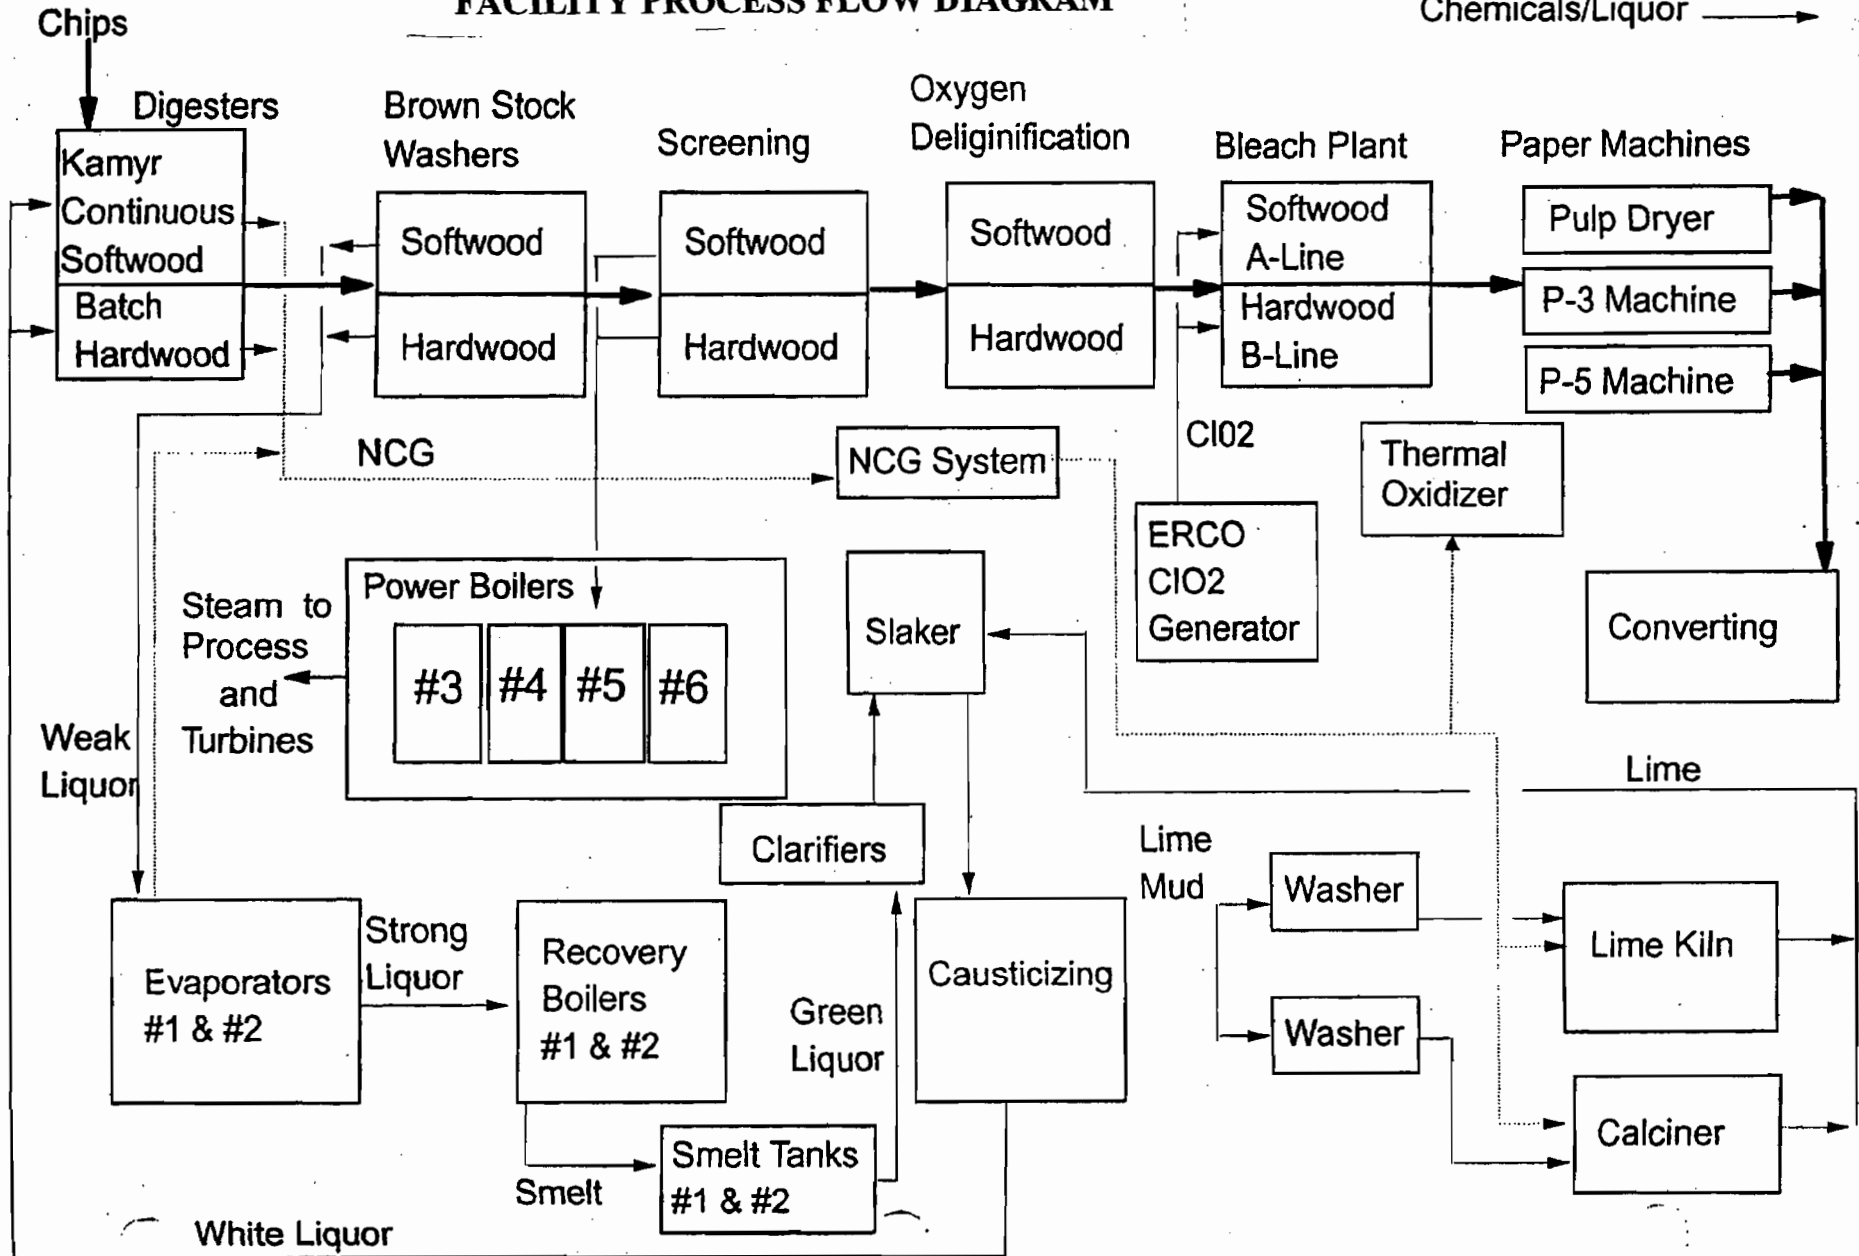 FACILITY PROCESS FLOW DIAGRAM
Chemicals/Liquor
Chips
Digesters
Brown Stock
Washers
Screening
Oxygen
Deliginification
Bleach Plant
Paper Machines
Kamyr
Continuous
Softwood
Batch
Hardwood
Softwood
Hardwood
Softwood
Hardwood
Softwood
Hardwood
Softwood
A-Line
Hardwood
B-Line
Pulp Dryer
P-3 Machine
P-5 Machine
NCG
NCG System
Cl02
Thermal
Oxidizer
ERCO
ClO2
Generator
Converting
Power Boilers
#3
#4
#5
#6
Steam to
Process
and
Turbines
Slaker
Weak
Liquor
Lime
Clarifiers
Lime
Mud
Washer
Washer
Lime Kiln
Calciner
Evaporators
#1 & #2
Strong
Liquor
Recovery
Boilers
#1 & #2
Green
Liquor
Causticizing
Smelt
Smelt Tanks
#1 & #2
White Liquor